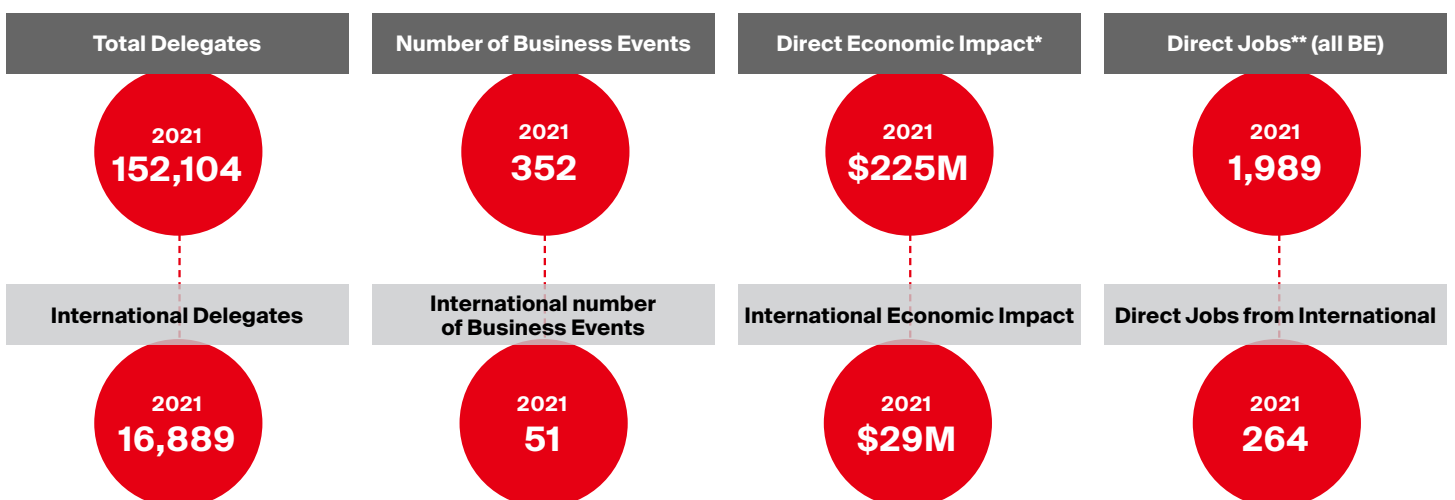 Total Delegates
Number of Business Events
Direct Economic Impact*
Direct Jobs** (all BE)
2021
152,104
2021
352
2021
$225M
2021
1,989
International Delegates
International number
of Business Events
International Economic Impact
Direct Jobs from International
2021
16,889
2021
51
2021
$29M
2021
264